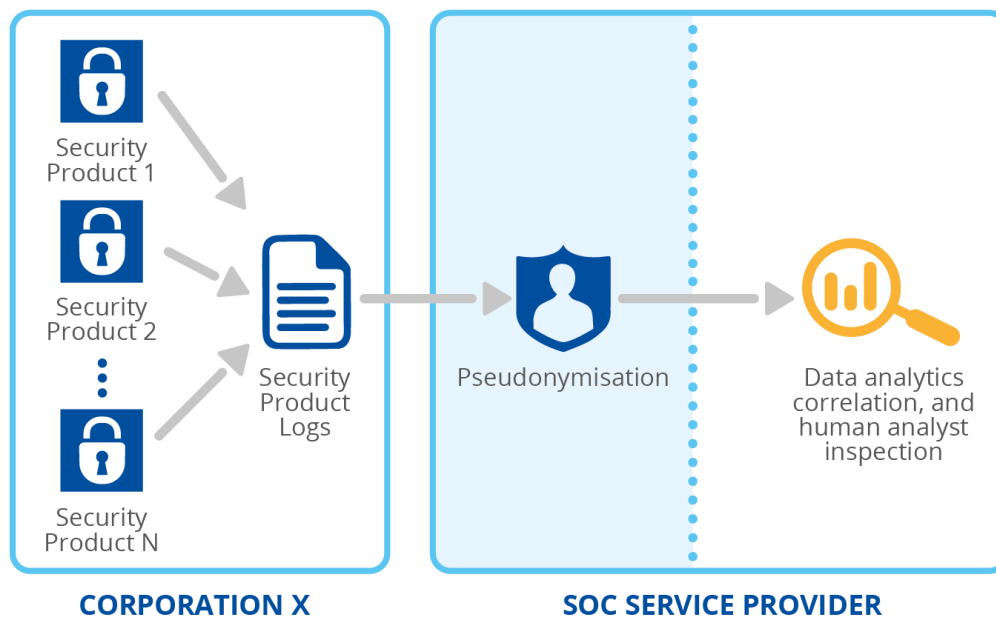 Security
Product 1
Security
Product 2
Security
Product N
Security
Product
Logs
Pseudonymisation
Data analytics
correlation, and
human analyst
inspection
CORPORATION X
SOC SERVICE PROVIDER